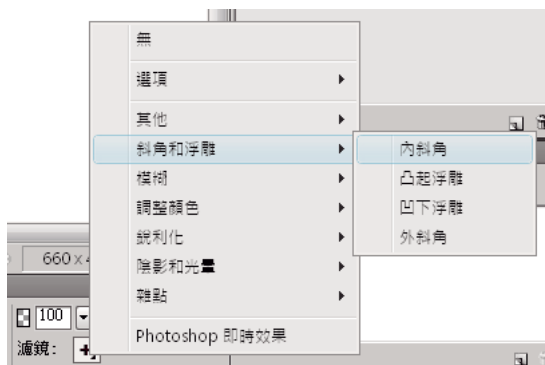 無
選項
其他
斜角和浮雕
模糊
調整顏色
銳利化
陰影和光暈
雜點
Photoshop 即時效果
內斜角
凸起浮雕
凹下浮雕
外斜角
660 x
100
濾鏡: